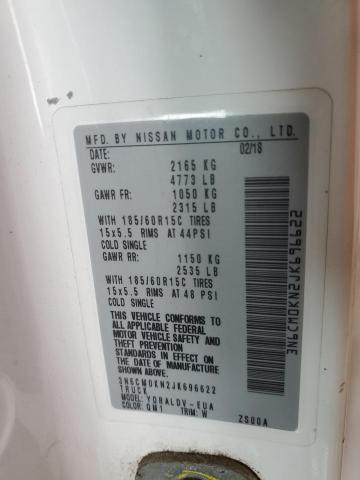 MFD. BY NISSAN MOTOR CO., LTD.
DATE: 02/18
GVWR: 2165 KG
4773 LB
GAWR FR: 1050 KG
2315 LB
WITH 185/60R15C TIRES
15x5.5 RIMS AT 44PSI
COLD SINGLE
GAWR RR: 1150 KG
2535 LB
WITH 185/60R15C TIRES
15x5.5 RIMS AT 48 PSI
COLD SINGLE
THIS VEHICLE CONFORMS TO
ALL APPLICABLE FEDERAL
MOTOR VEHICLE SAFETY AND
THEFT PREVENTION
STANDARDS IN EFFECT ON
THE DATE OF MANUFACTURE
SHOWN ABOVE.
3N6CM0KN2JK696622
TRUCK
MODEL: YDRALDV-EUA
COLOR: QM1 TRIM: W ZS00A
3N6CM0KN2JK696622